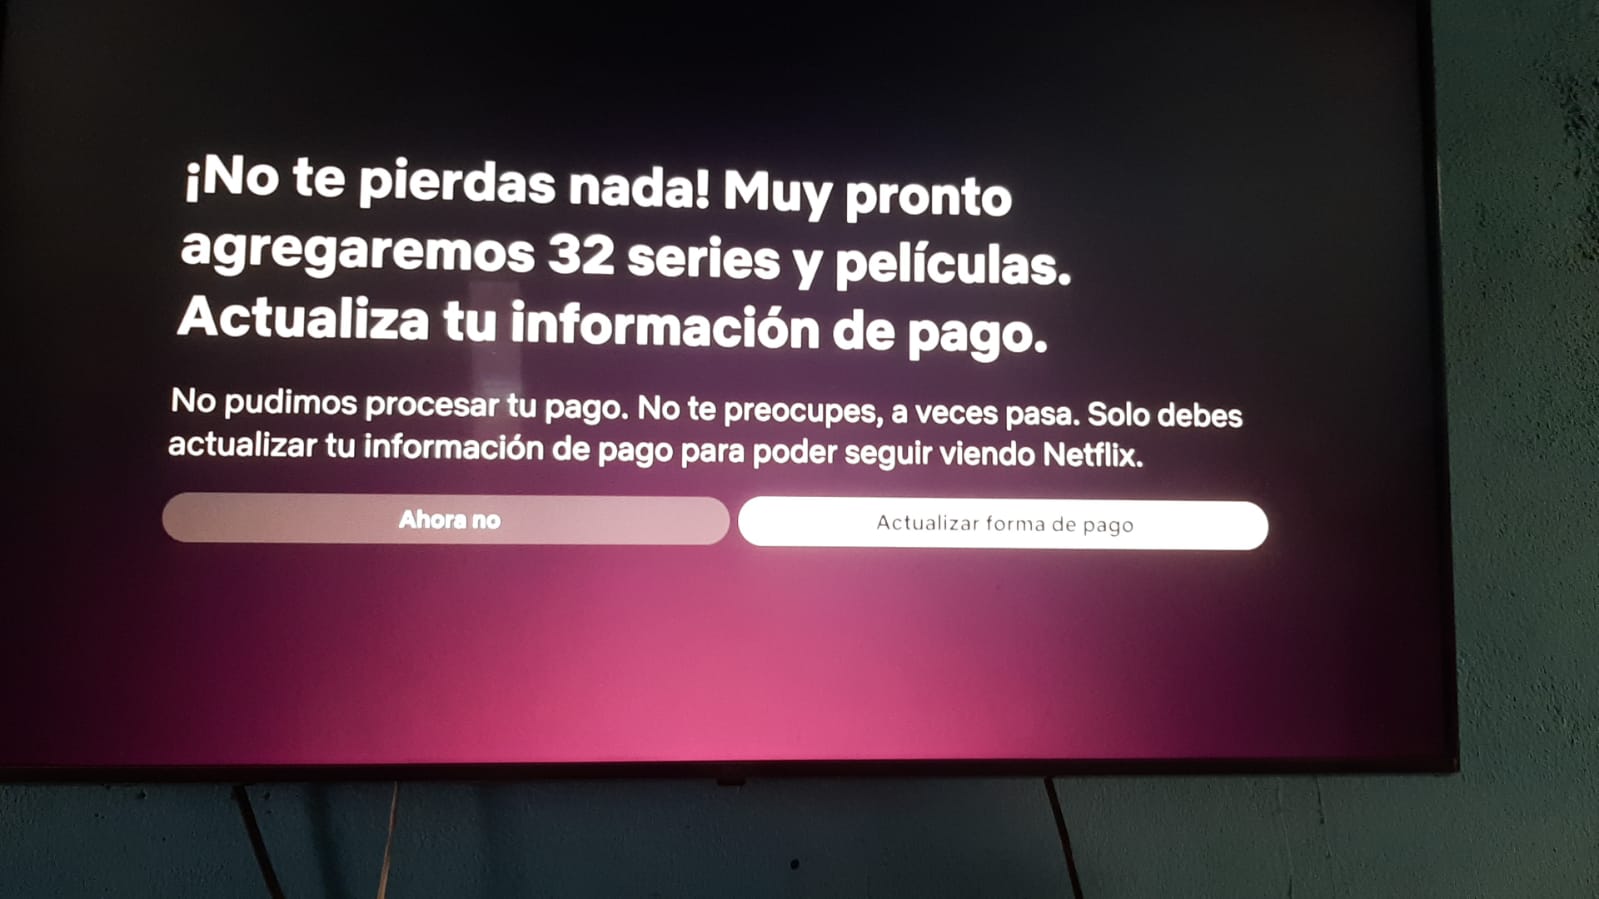 ¡No te pierdas nada! Muy pronto
agregaremos 32 series y películas.
Actualiza tu información de pago.
No pudimos procesar tu pago. No te preocupes, a veces pasa. Solo debes
actualizar tu información de pago para poder seguir viendo Netflix.
Ahora no
Actualizar forma de pago